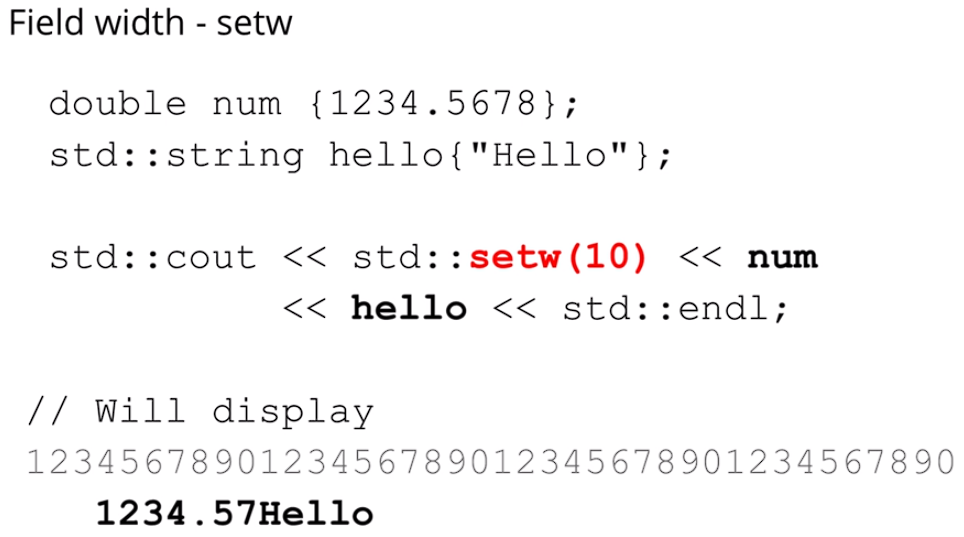 Field width - setw
double num {1234.5678};
std::string hello{"Hello"};
std::cout << std::setw(10) << num
<< hello << std::endl;
// Will display
1234567890123456789012345678901234567890
1234.57Hello